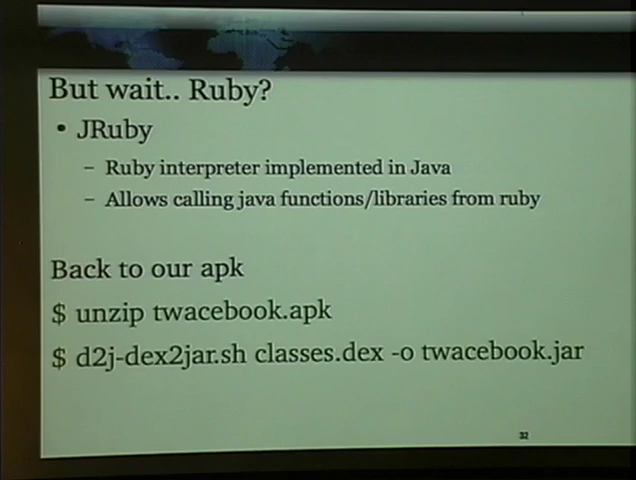 But wait.. Ruby?
• JRuby
– Ruby interpreter implemented in Java
– Allows calling java functions/libraries from ruby
Back to our apk
$ unzip twacebook.apk
$ d2j-dex2jar.sh classes.dex -o twacebook.jar
32